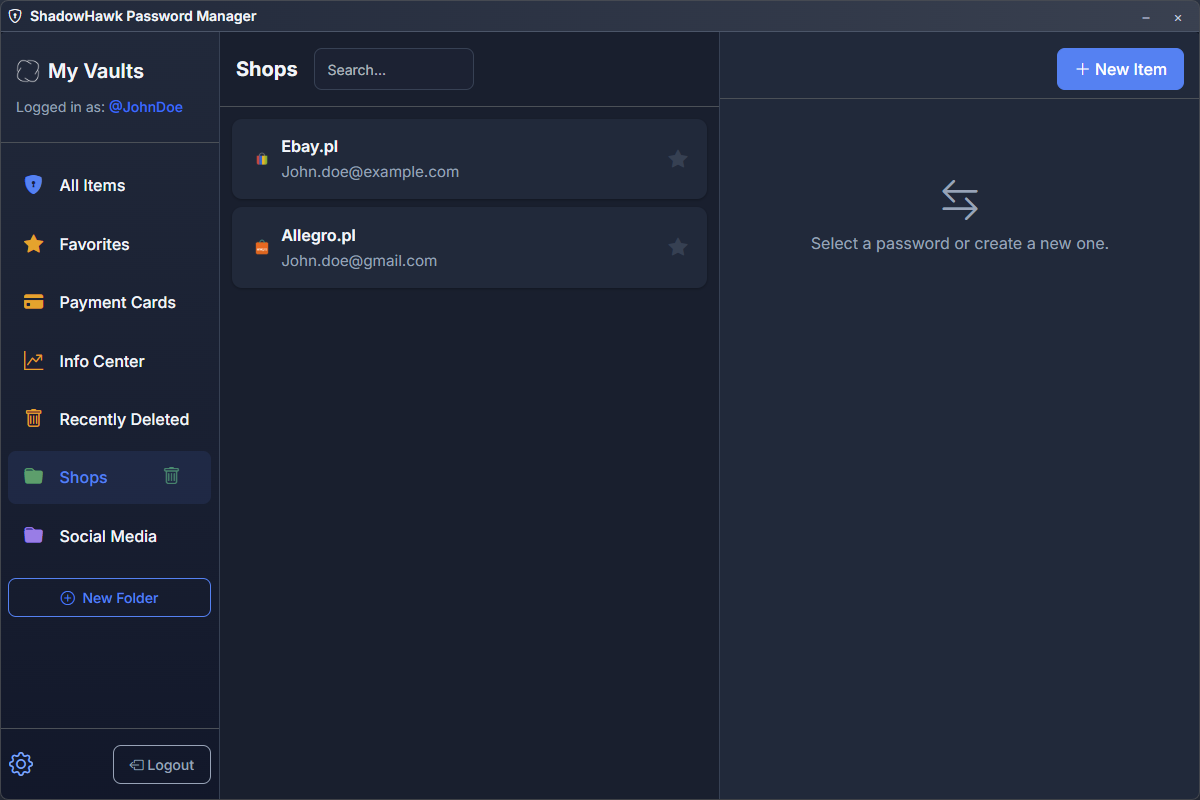 ShadowHawk Password Manager
My Vaults
Logged in as: @JohnDoe
All Items
Favorites
Payment Cards
Info Center
Recently Deleted
Shops
Social Media
New Folder
Logout
Shops
Search...
Ebay.pl
John.doe@example.com
Allegro.pl
John.doe@gmail.com
New Item
Select a password or create a new one.